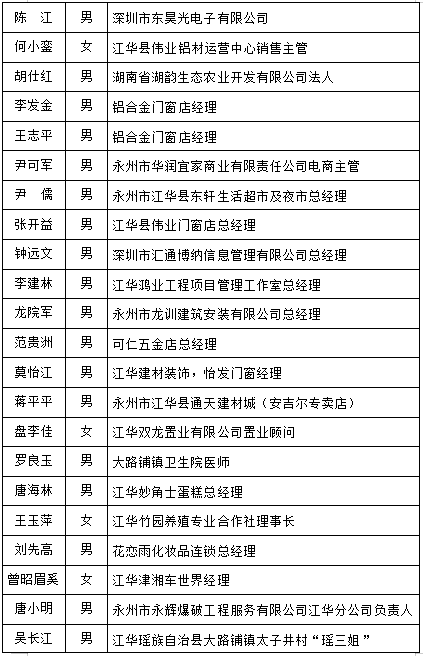 陈　江 男 深圳市东昊光电子有限公司
何小銮 女 江华县伟业铝材运营中心销售主管
胡仕红 男 湖南省湖韵生态农业开发有限公司法人
李发金 男 铝合金门窗店经理
王志平 男 铝合金门窗店经理
尹可军 男 永州市华润宜家商业有限责任公司电商主管
尹　儒 男 永州市江华县东轩生活超市及夜市总经理
张开益 男 江华县伟业门窗店总经理
钟远文 男 深圳市汇通博纳信息管理有限公司总经理
李建林 男 江华鸿业工程项目管理工作室总经理
龙院军 男 永州市龙训建筑安装有限公司总经理
范贵洲 男 可仁五金店总经理
莫怡江 男 江华建材装饰，怡发门窗经理
蒋平平 男 永州市江华县通天建材城（安吉尔专卖店）
盘李佳 女 江华双龙置业有限公司置业顾问
罗良玉 男 大路铺镇卫生院医师
唐海林 男 江华妙角士蛋糕总经理
王玉萍 女 江华竹园养殖专业合作社理事长
刘先高 男 花恋雨化妆品连锁总经理
曾昭眉奚 女 江华津湘车世界经理
唐小明 男 永州市永辉爆破工程服务有限公司江华分公司负责人
吴长江 男 江华瑶族自治县大路铺镇太子井村“瑶三姐”